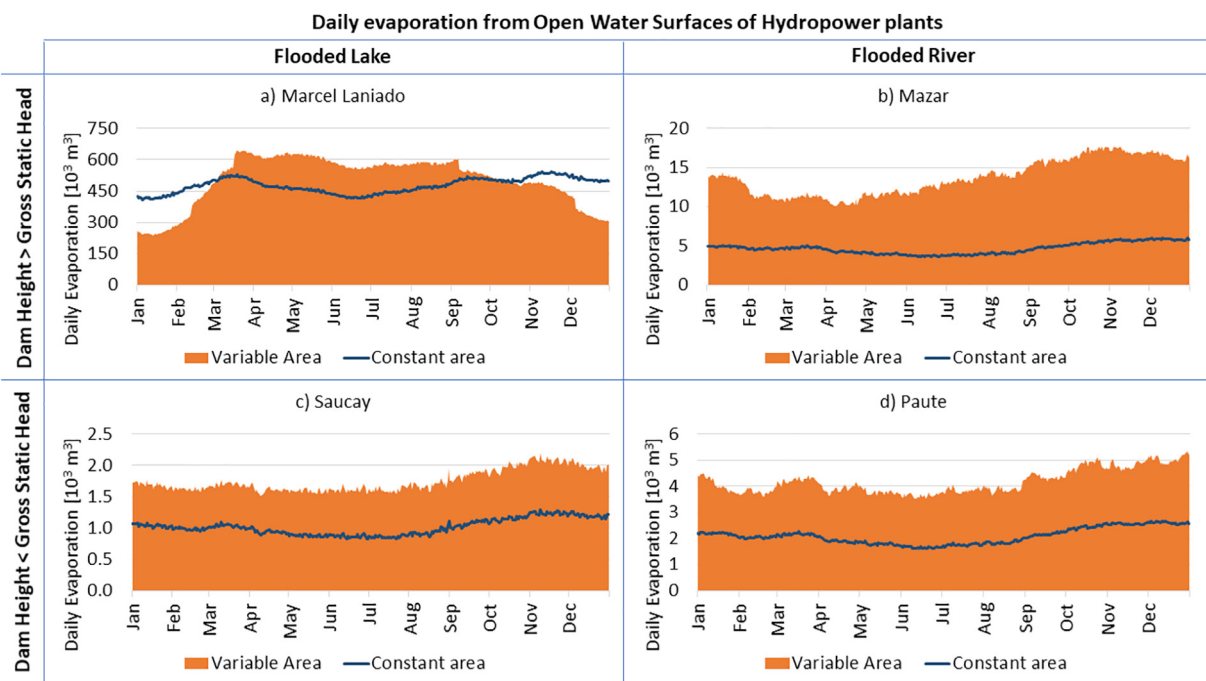 Daily evaporation from Open Water Surfaces of Hydropower plants
Flooded Lake
Flooded River
Dam Height > Gross Static Head
a) Marcel Laniado
Daily Evaporation [10³ m³]
750
600
450
300
150
0
Jan Feb Mar Apr May Jun Jul Aug Sep Oct Nov Dec
Variable Area Constant area
b) Mazar
Daily Evaporation [10³ m³]
20
15
10
5
0
Jan Feb Mar Apr May Jun Jul Aug Sep Oct Nov Dec
Variable Area Constant area
Dam Height < Gross Static Head
c) Saucay
Daily Evaporation [10³ m³]
2.5
2.0
1.5
1.0
0.5
0.0
Jan Feb Mar Apr May Jun Jul Aug Sep Oct Nov Dec
Variable Area Constant area
d) Paute
Daily Evaporation [10³ m³]
6
5
4
3
2
1
0
Jan Feb Mar Apr May Jun Jul Aug Sep Oct Nov Dec
Variable Area Constant area